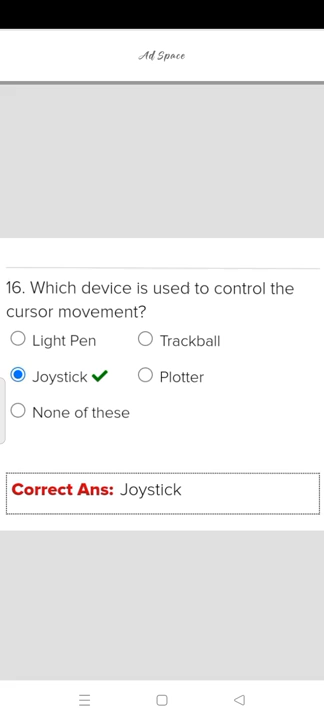 Ad Space
16. Which device is used to control the
cursor movement?
Light Pen
Trackball
Joystick
Plotter
None of these
Correct Ans: Joystick